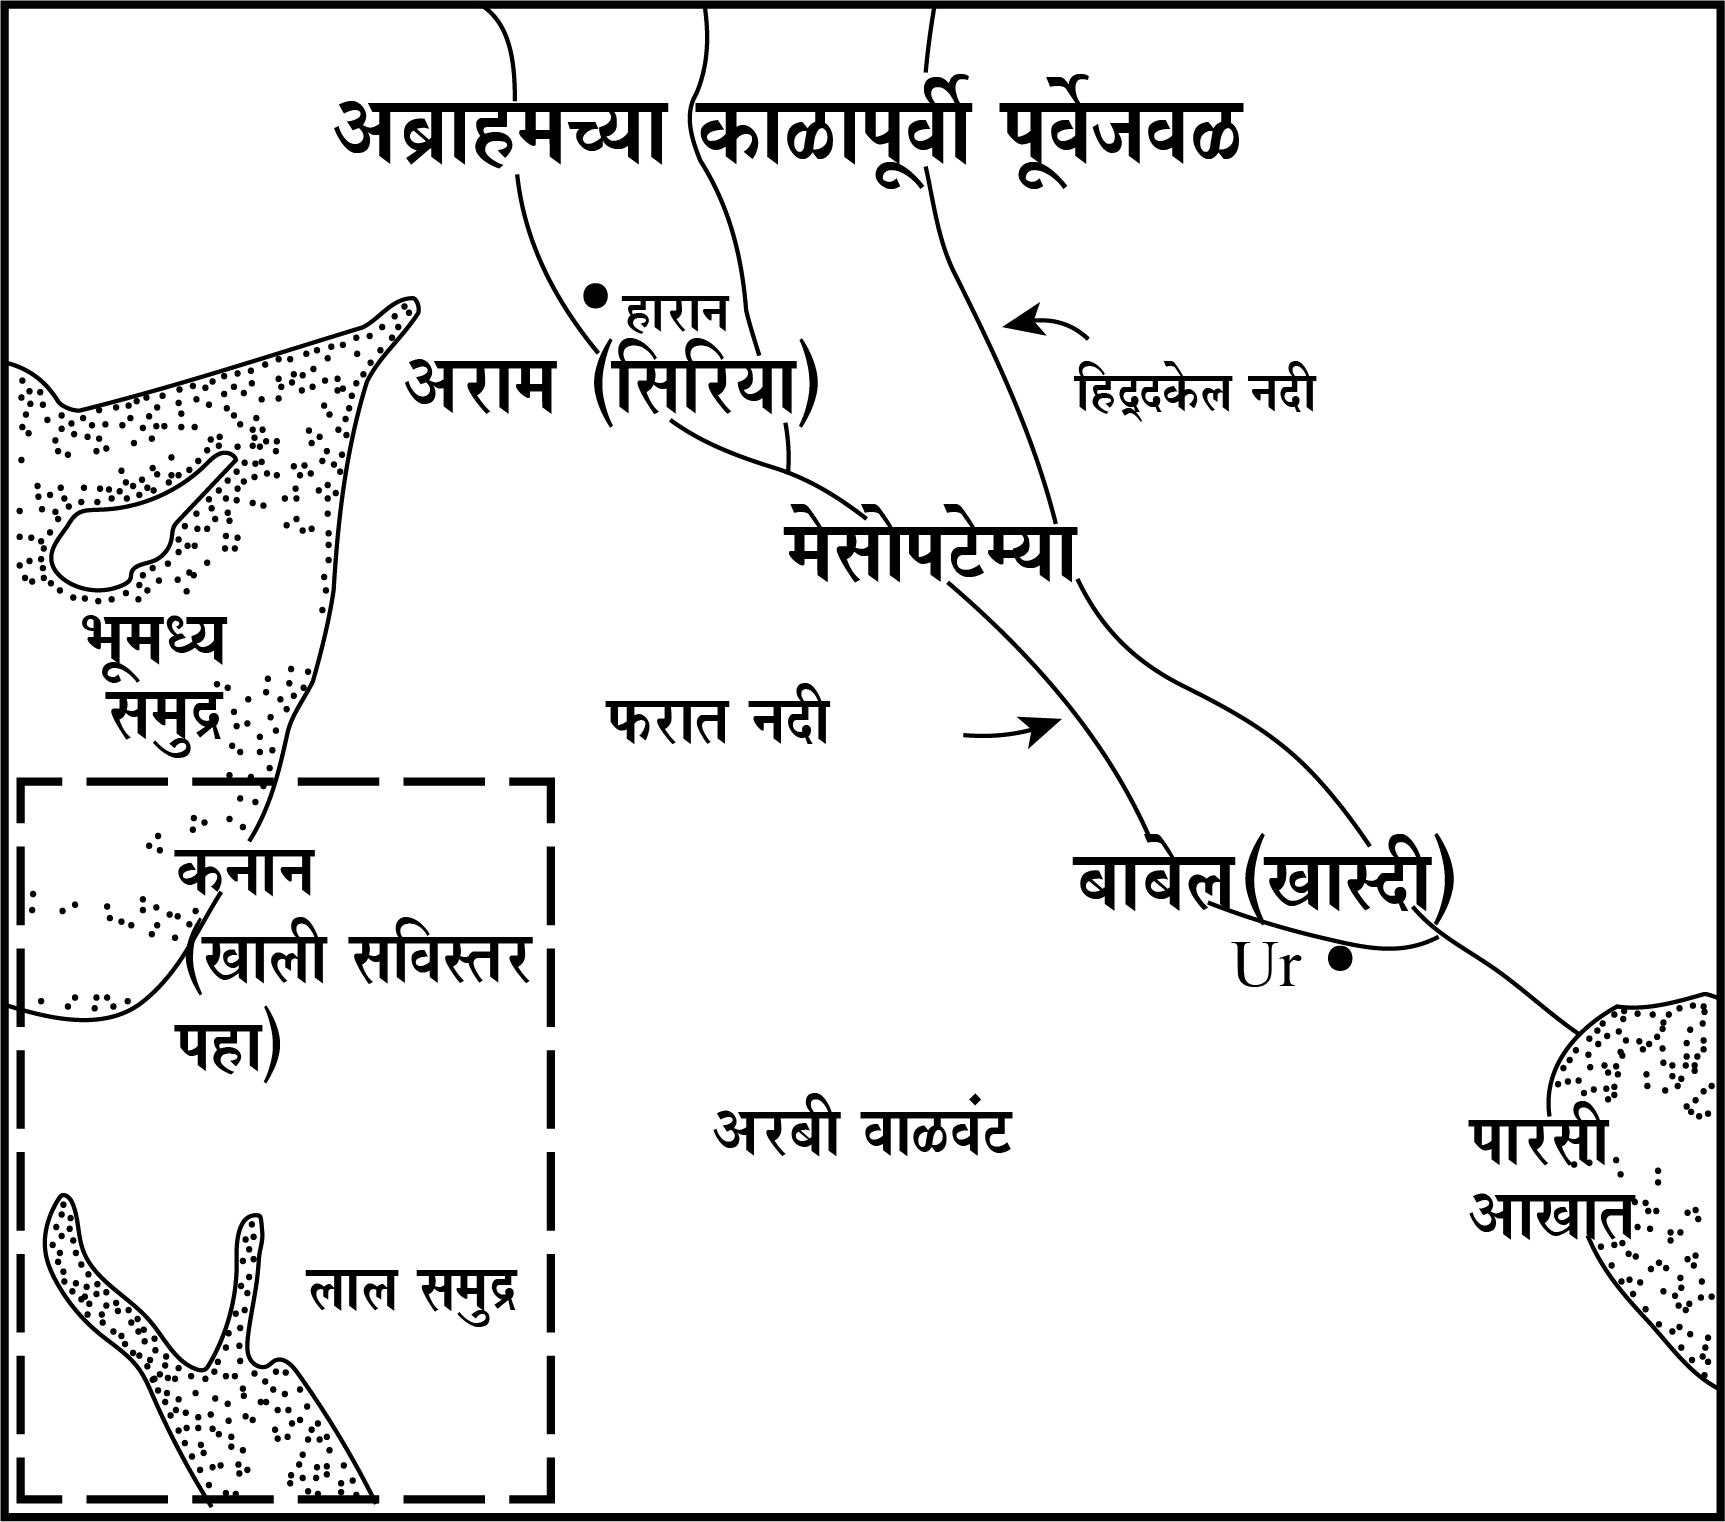 अब्राहमच्या काळापूर्वी पूर्वेजवळ
हारान
अराम (सिरिया)
हिद्दकेल नदी
मेसोपटेम्या
भूमध्य
समुद्र
फरात नदी
बाबेल(खास्दी)
Ur
कनान
(खाली सविस्तर
पहा)
अरबी वाळवंट
पारसी
आखात
लाल समुद्र